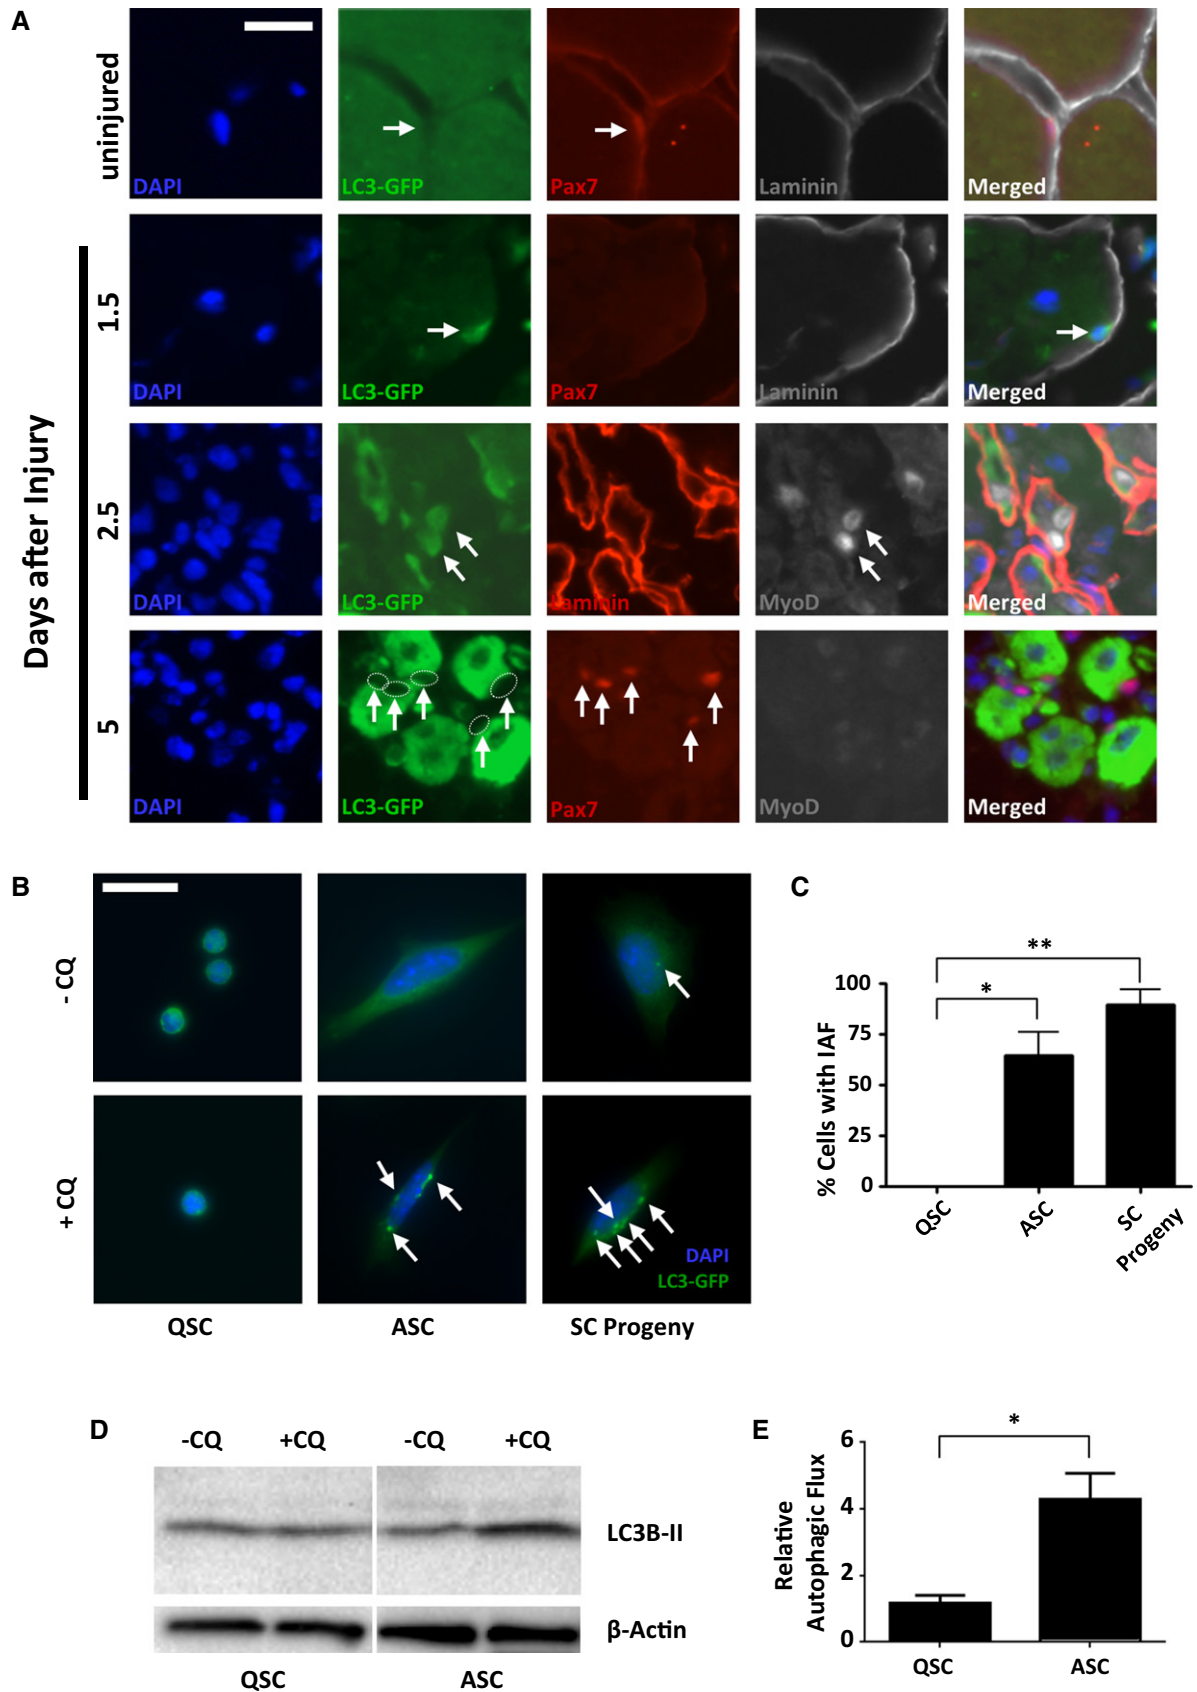 A
uninjured
DAPI
LC3-GFP
Pax7
Laminin
Merged
Days after Injury
1.5
DAPI
LC3-GFP
Pax7
Laminin
Merged
2.5
DAPI
LC3-GFP
Laminin
MyoD
Merged
5
DAPI
LC3-GFP
Pax7
MyoD
Merged
B
- CQ
+ CQ
DAPI
LC3-GFP
QSC
ASC
SC Progeny
C
% Cells with IAF
100
75
50
25
0
**
*
QSC
ASC
SC
Progeny
D
-CQ
+CQ
-CQ
+CQ
LC3B-II
β-Actin
QSC
ASC
E
Relative
Autophagic Flux
6
4
2
0
*
QSC
ASC